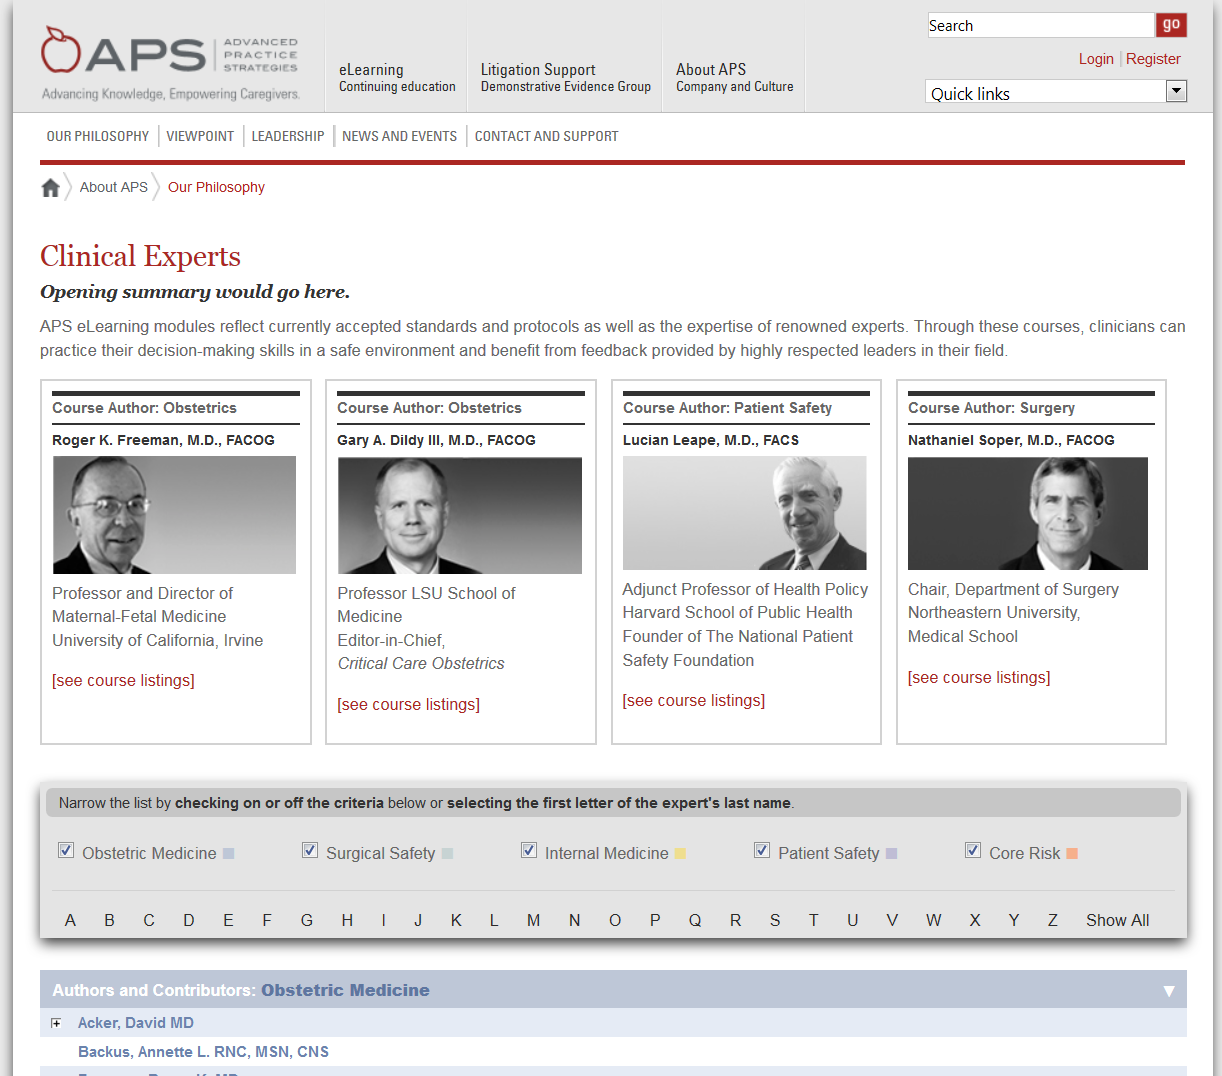 Search
go
APS
ADVANCED
PRACTICE
STRATEGIES
Advancing Knowledge, Empowering Caregivers.
eLearning
Continuing education
Litigation Support
Demonstrative Evidence Group
About APS
Company and Culture
Login | Register
Quick links
OUR PHILOSOPHY
VIEWPOINT
LEADERSHIP
NEWS AND EVENTS
CONTACT AND SUPPORT
About APS
Our Philosophy
Clinical Experts
Opening summary would go here.
APS eLearning modules reflect currently accepted standards and protocols as well as the expertise of renowned experts. Through these courses, clinicians can
practice their decision-making skills in a safe environment and benefit from feedback provided by highly respected leaders in their field.
Course Author: Obstetrics
Roger K. Freeman, M.D., FACOG
Professor and Director of
Maternal-Fetal Medicine
University of California, Irvine
[see course listings]
Course Author: Obstetrics
Gary A. Dildy III, M.D., FACOG
Professor LSU School of
Medicine
Editor-in-Chief,
Critical Care Obstetrics
[see course listings]
Course Author: Patient Safety
Lucian Leape, M.D., FACS
Adjunct Professor of Health Policy
Harvard School of Public Health
Founder of The National Patient
Safety Foundation
[see course listings]
Course Author: Surgery
Nathaniel Soper, M.D., FACOG
Chair, Department of Surgery
Northeastern University,
Medical School
[see course listings]
Narrow the list by checking on or off the criteria below or selecting the first letter of the expert's last name.
Obstetric Medicine
Surgical Safety
Internal Medicine
Patient Safety
Core Risk
A B C D E F G H I J K L M N O P Q R S T U V W X Y Z Show All
Authors and Contributors: Obstetric Medicine
Acker, David MD
Backus, Annette L. RNC, MSN, CNS